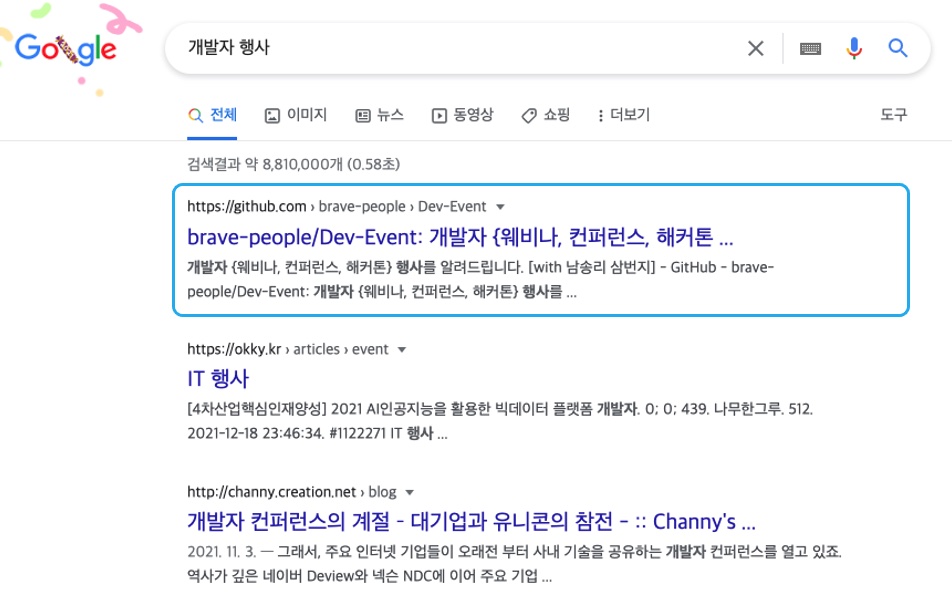 Google
개발자 행사
전체 이미지 뉴스 동영상 쇼핑 더보기 도구
검색결과 약 8,810,000개 (0.58초)
https://github.com › brave-people › Dev-Event
brave-people/Dev-Event: 개발자 {웨비나, 컨퍼런스, 해커톤 ...
개발자 {웨비나, 컨퍼런스, 해커톤} 행사를 알려드립니다. [with 남송리 삼번지] - GitHub - brave-
people/Dev-Event: 개발자 {웨비나, 컨퍼런스, 해커톤} 행사를 ...
https://okky.kr › articles › event
IT 행사
[4차산업핵심인재양성] 2021 AI인공지능을 활용한 빅데이터 플랫폼 개발자. 0; 0; 439. 나무한그루. 512.
2021-12-18 23:46:34. #1122271 IT 행사 ...
http://channy.creation.net › blog
개발자 컨퍼런스의 계절 - 대기업과 유니콘의 참전 - :: Channy's ...
2021. 11. 3. — 그래서, 주요 인터넷 기업들이 오래전 부터 사내 기술을 공유하는 개발자 컨퍼런스를 열고 있죠.
역사가 깊은 네이버 Deview와 넥슨 NDC에 이어 주요 기업 ...